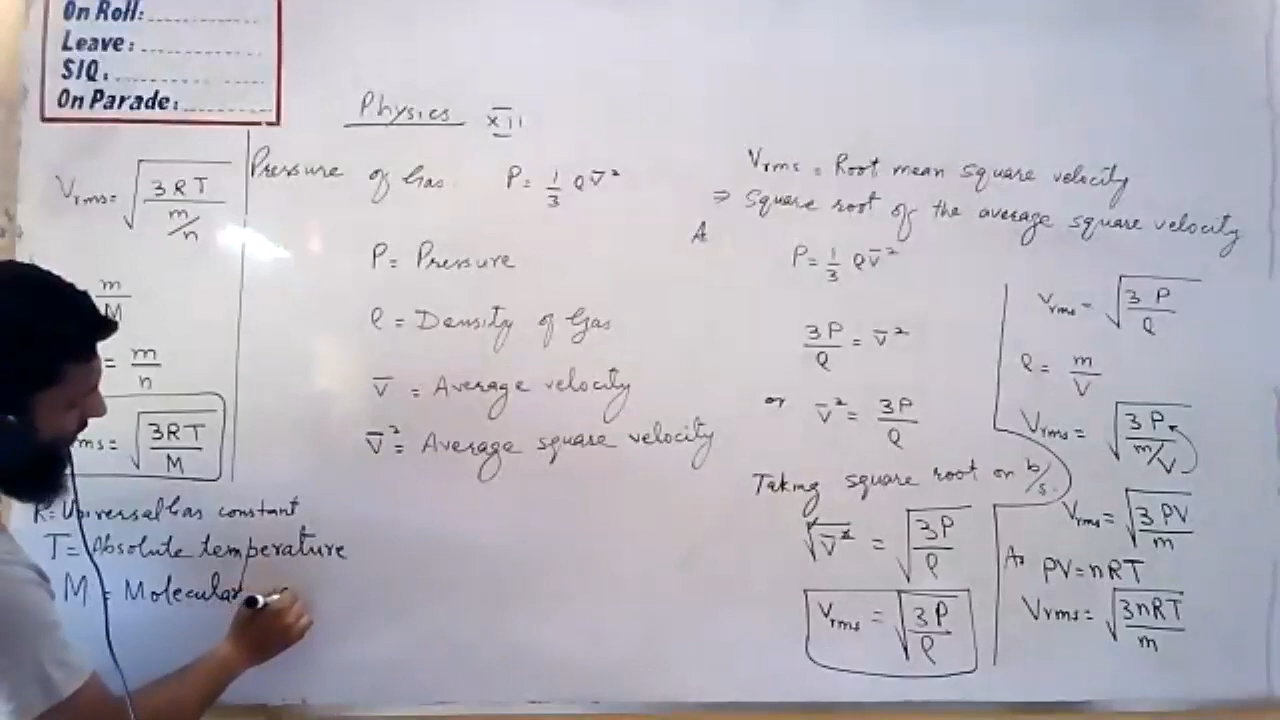 On Roll:
Leave:
SIQ.
On Parade:
Physics XII
Vrms = √(3RT / m/n)
m/M
= m/n
ms = √(3RT/M)
R = Universal Gas constant
T = Absolute temperature
M = Molecular
Pressure of Gas. P = 1/3 ρv̄²
P = Pressure
ρ = Density of Gas
v̄ = Average velocity
v̄² = Average square velocity
Vrms = Root mean square velocity
⇒ Square root of the average square velocity
A
P = 1/3 ρv̄²
3P/ρ = v̄²
or v̄² = 3P/ρ
Taking square root on b/s.
√v̄² = √(3P/ρ)
Vrms = √(3P/ρ)
Vrms = √(3P/ρ)
ρ = m/V
Vrms = √(3P / m/V)
Vrms = √(3PV/m)
As PV = nRT
Vrms = √(3nRT/m)